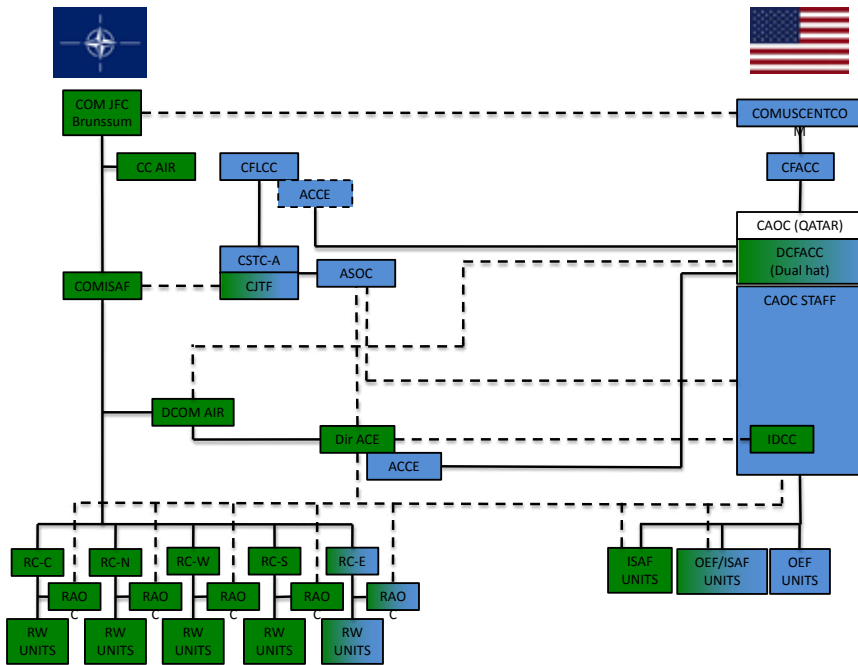 COM JFC
Brunssum
COMUSCENTCO
M
CC AIR
CFLCC
CFACC
ACCE
CAOC (QATAR)
CSTC-A
DCFACC
(Dual hat)
COMISAF
CJTF
ASOC
CAOC STAFF
DCOM AIR
Dir ACE
IDCC
ACCE
RC-C
RC-N
RC-W
RC-S
RC-E
ISAF
UNITS
OEF/ISAF
UNITS
OEF
UNITS
RAO
C
RAO
C
RAO
C
RAO
C
RAO
C
RW
UNITS
RW
UNITS
RW
UNITS
RW
UNITS
RW
UNITS